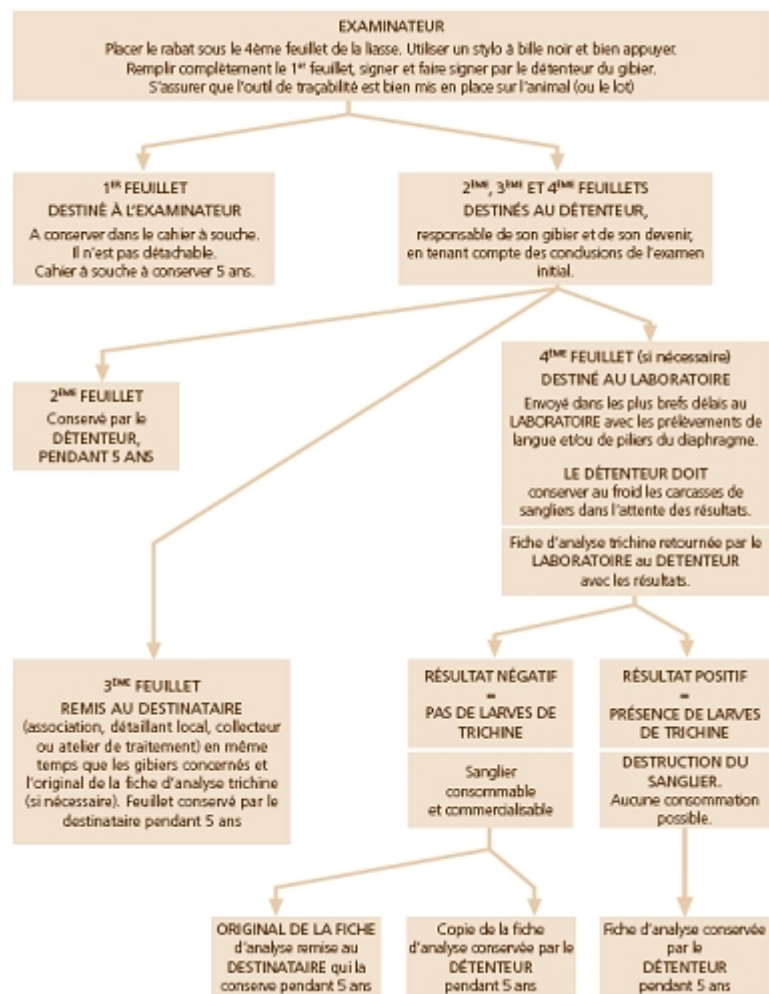 EXAMINATEUR
Placer le rabat sous le 4ème feuillet de la liasse. Utiliser un stylo à bille noir et bien appuyer.
Remplir complètement le 1er feuillet, signer et faire signer par le détenteur du gibier.
S'assurer que l'outil de traçabilité est bien mis en place sur l'animal (ou le lot)
1ER FEUILLET
DESTINÉ À L'EXAMINATEUR
A conserver dans le cahier à souche.
Il n'est pas détachable.
Cahier à souche à conserver 5 ans.
2ÈME, 3ÈME ET 4ÈME FEUILLETS
DESTINÉS AU DÉTENTEUR,
responsable de son gibier et de son devenir,
en tenant compte des conclusions de l'examen
initial.
2ÈME FEUILLET
Conservé par le
DÉTENTEUR,
PENDANT 5 ANS
4ÈME FEUILLET (si nécessaire)
DESTINÉ AU LABORATOIRE
Envoyé dans les plus brefs délais au
LABORATOIRE avec les prélèvements de
langue et/ou de piliers du diaphragme.
LE DÉTENTEUR DOIT
conserver au froid les carcasses de
sangliers dans l'attente des résultats.
Fiche d'analyse trichine retournée par le
LABORATOIRE au DETENTEUR
avec les résultats.
3ÈME FEUILLET
REMIS AU DESTINATAIRE
(association, détaillant local, collecteur
ou atelier de traitement) en même
temps que les gibiers concernés et
l'original de la fiche d'analyse trichine
(si nécessaire). Feuillet conservé par le
destinataire pendant 5 ans
RÉSULTAT NÉGATIF
=
PAS DE LARVES DE
TRICHINE
Sanglier
consommable
et commercialisable
RÉSULTAT POSITIF
=
PRÉSENCE DE LARVES
DE TRICHINE
DESTRUCTION DU
SANGLIER.
Aucune consommation
possible.
ORIGINAL DE LA FICHE
d'analyse remise au
DESTINATAIRE qui la
conserve pendant 5 ans
Copie de la fiche
d'analyse conservée par le
DÉTENTEUR
pendant 5 ans
Fiche d'analyse conservée
par le
DÉTENTEUR
pendant 5 ans